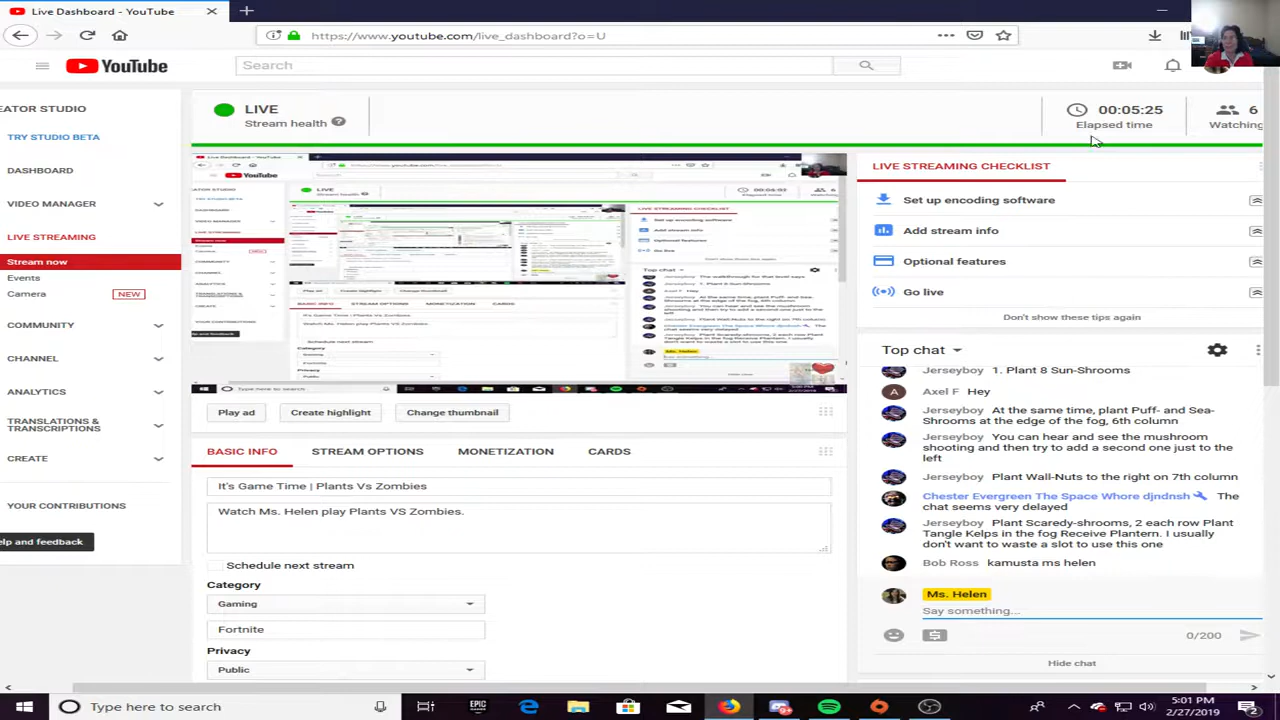 Live Dashboard - YouTube
https://www.youtube.com/live_dashboard?o=U
YouTube
Search
EATOR STUDIO
TRY STUDIO BETA
DASHBOARD
VIDEO MANAGER
LIVE STREAMING
Stream now
Events
Camera NEW
COMMUNITY
CHANNEL
ANALYTICS
TRANSLATIONS &
TRANSCRIPTIONS
CREATE
YOUR CONTRIBUTIONS
elp and feedback
LIVE
Stream health
00:05:25
Elapsed time
6
Watching
Play ad
Create highlight
Change thumbnail
BASIC INFO
STREAM OPTIONS
MONETIZATION
CARDS
It's Game Time | Plants Vs Zombies
Watch Ms. Helen play Plants VS Zombies.
Schedule next stream
Category
Gaming
Fortnite
Privacy
Public
LIVE STREAMING CHECKLIST
Set up encoding software
Add stream info
Optional features
Go live
Don't show these tips again
Top chat
Jerseyboy 1. Plant 8 Sun-Shrooms
Axel F Hey
Jerseyboy At the same time, plant Puff- and Sea-
Shrooms at the edge of the fog, 6th column
Jerseyboy You can hear and see the mushroom
shooting and then try to add a second one just to the
left
Jerseyboy Plant Wall-Nuts to the right on 7th column
Chester Evergreen The Space Whore djndnsh The
chat seems very delayed
Jerseyboy Plant Scaredy-shrooms, 2 each row Plant
Tangle Kelps in the fog Receive Plantern. I usually
don't want to waste a slot to use this one
Bob Ross kamusta ms helen
Ms. Helen
Say something...
0/200
Hide chat
Type here to search
EPIC
5:01 PM
2/27/2019
2